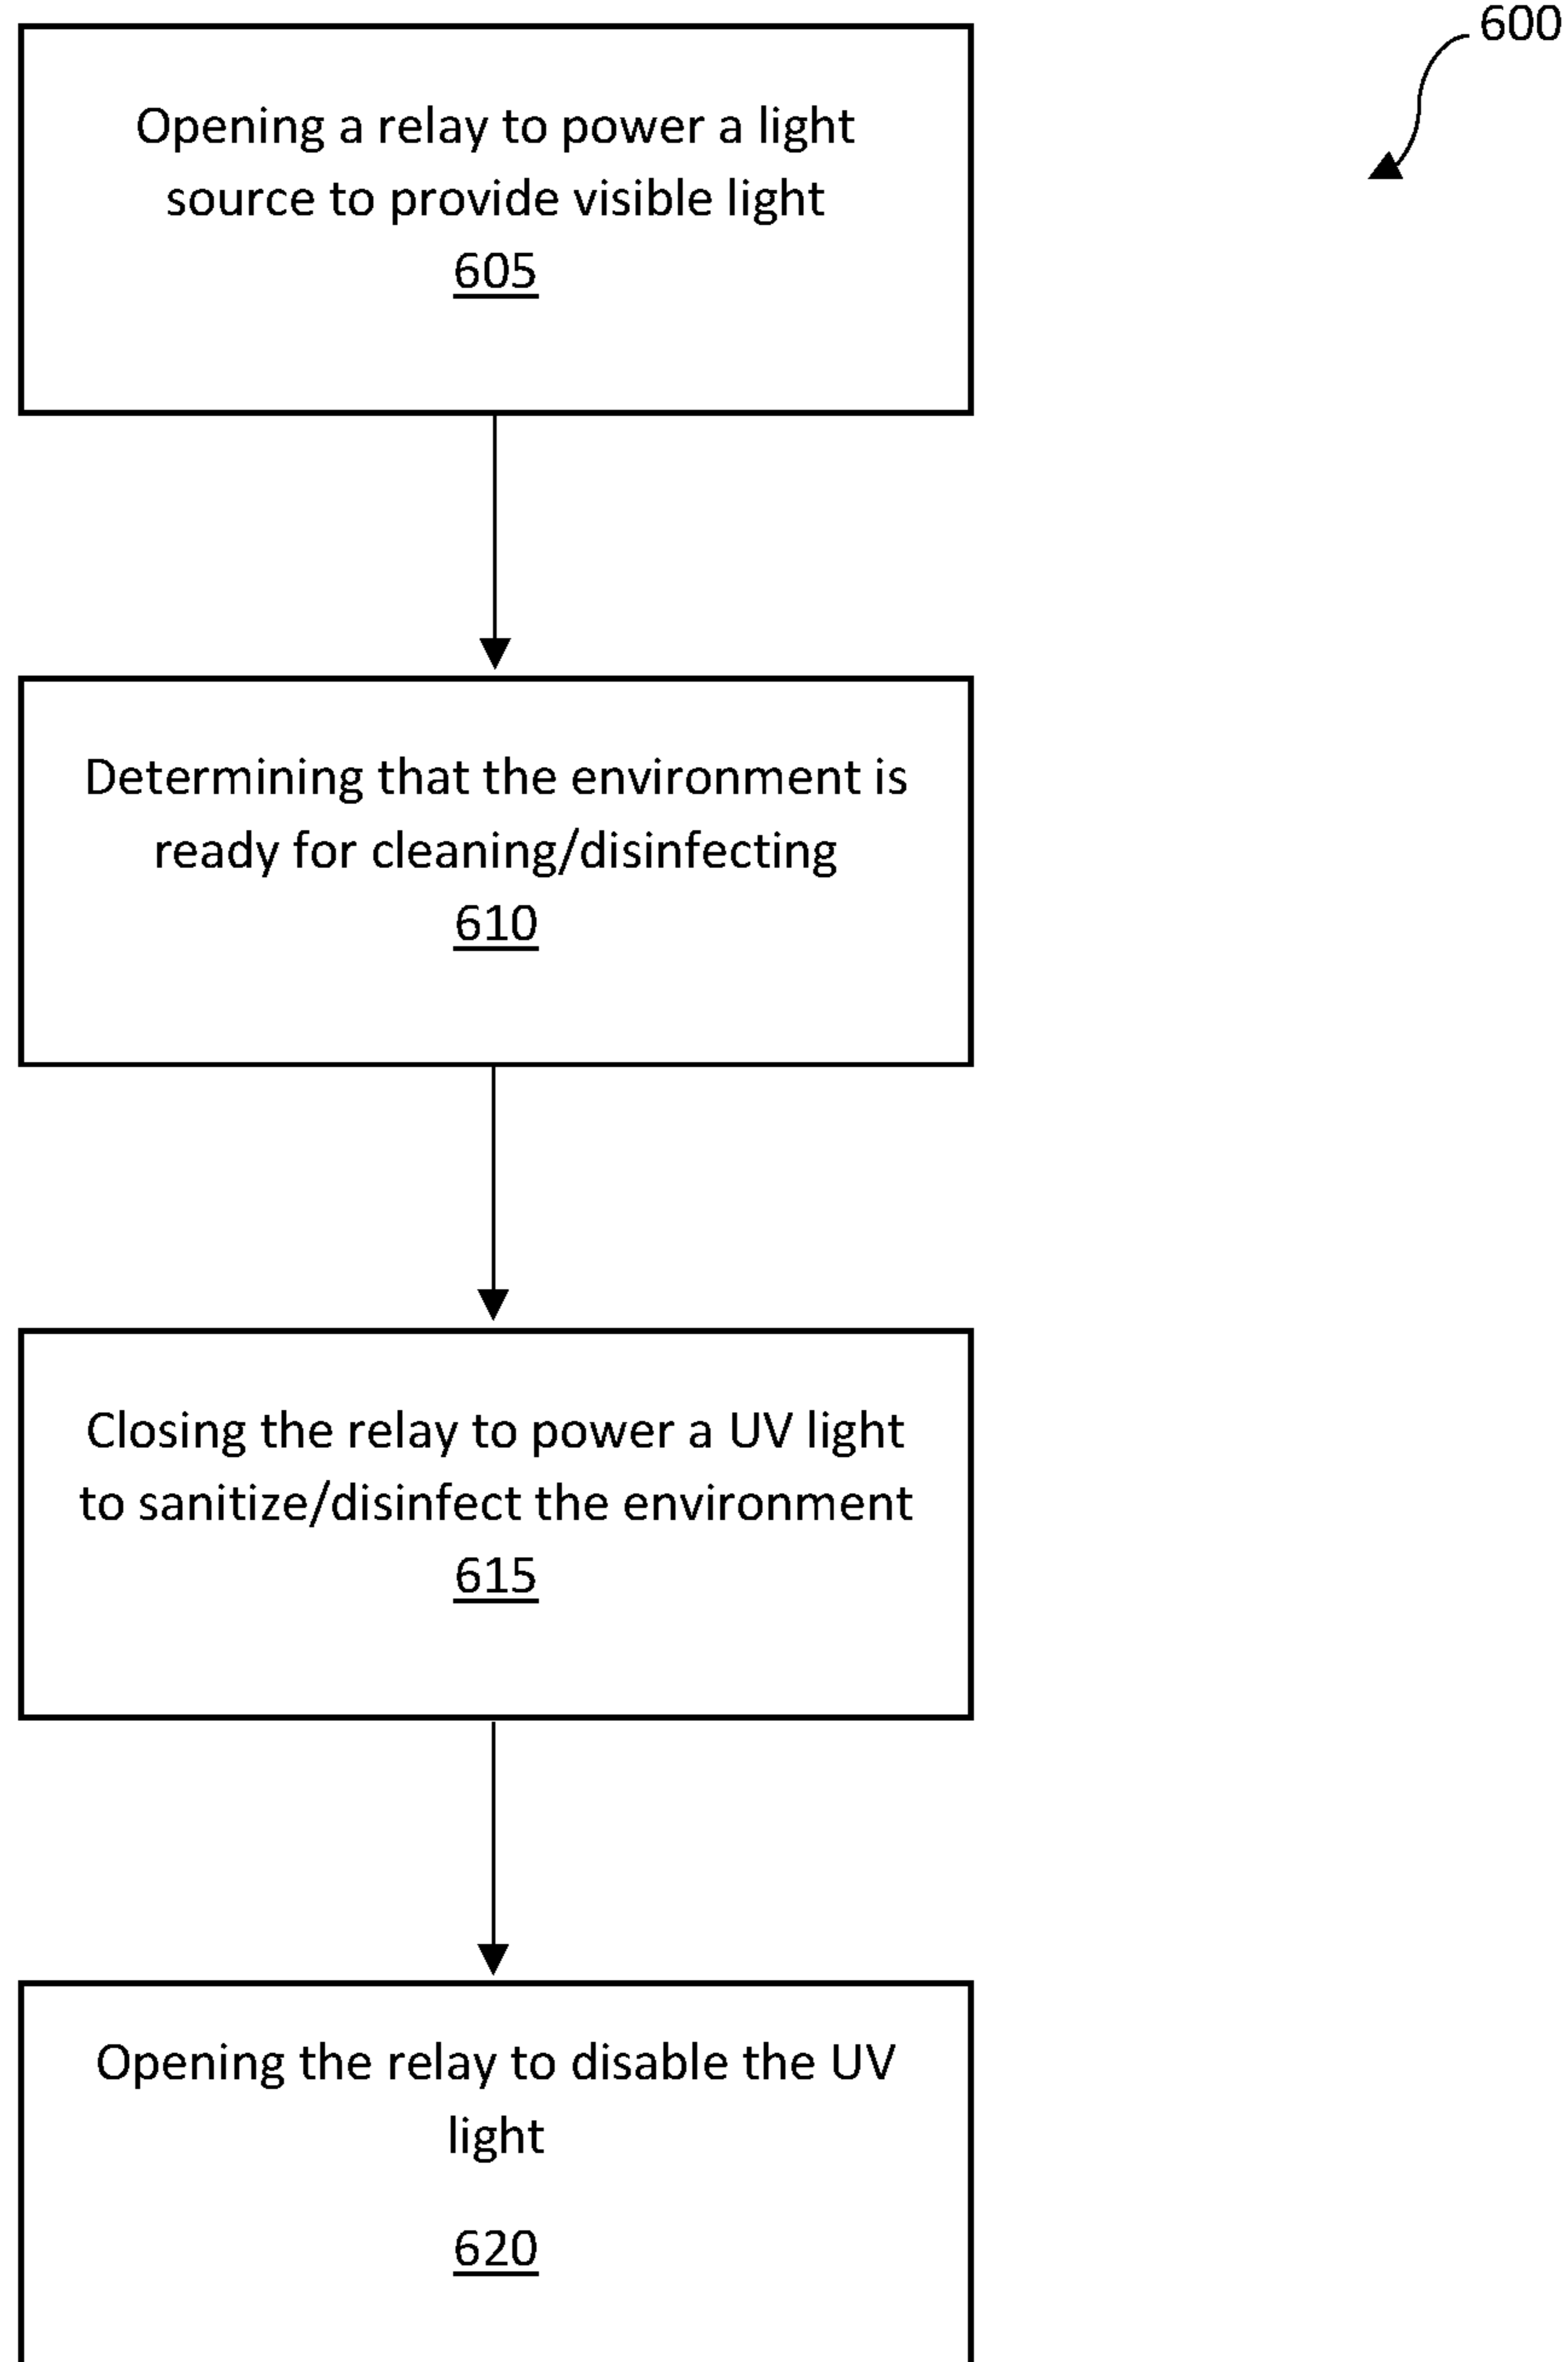 600
Opening a relay to power a light
source to provide visible light
605
Determining that the environment is
ready for cleaning/disinfecting
610
Closing the relay to power a UV light
to sanitize/disinfect the environment
615
Opening the relay to disable the UV
light
620